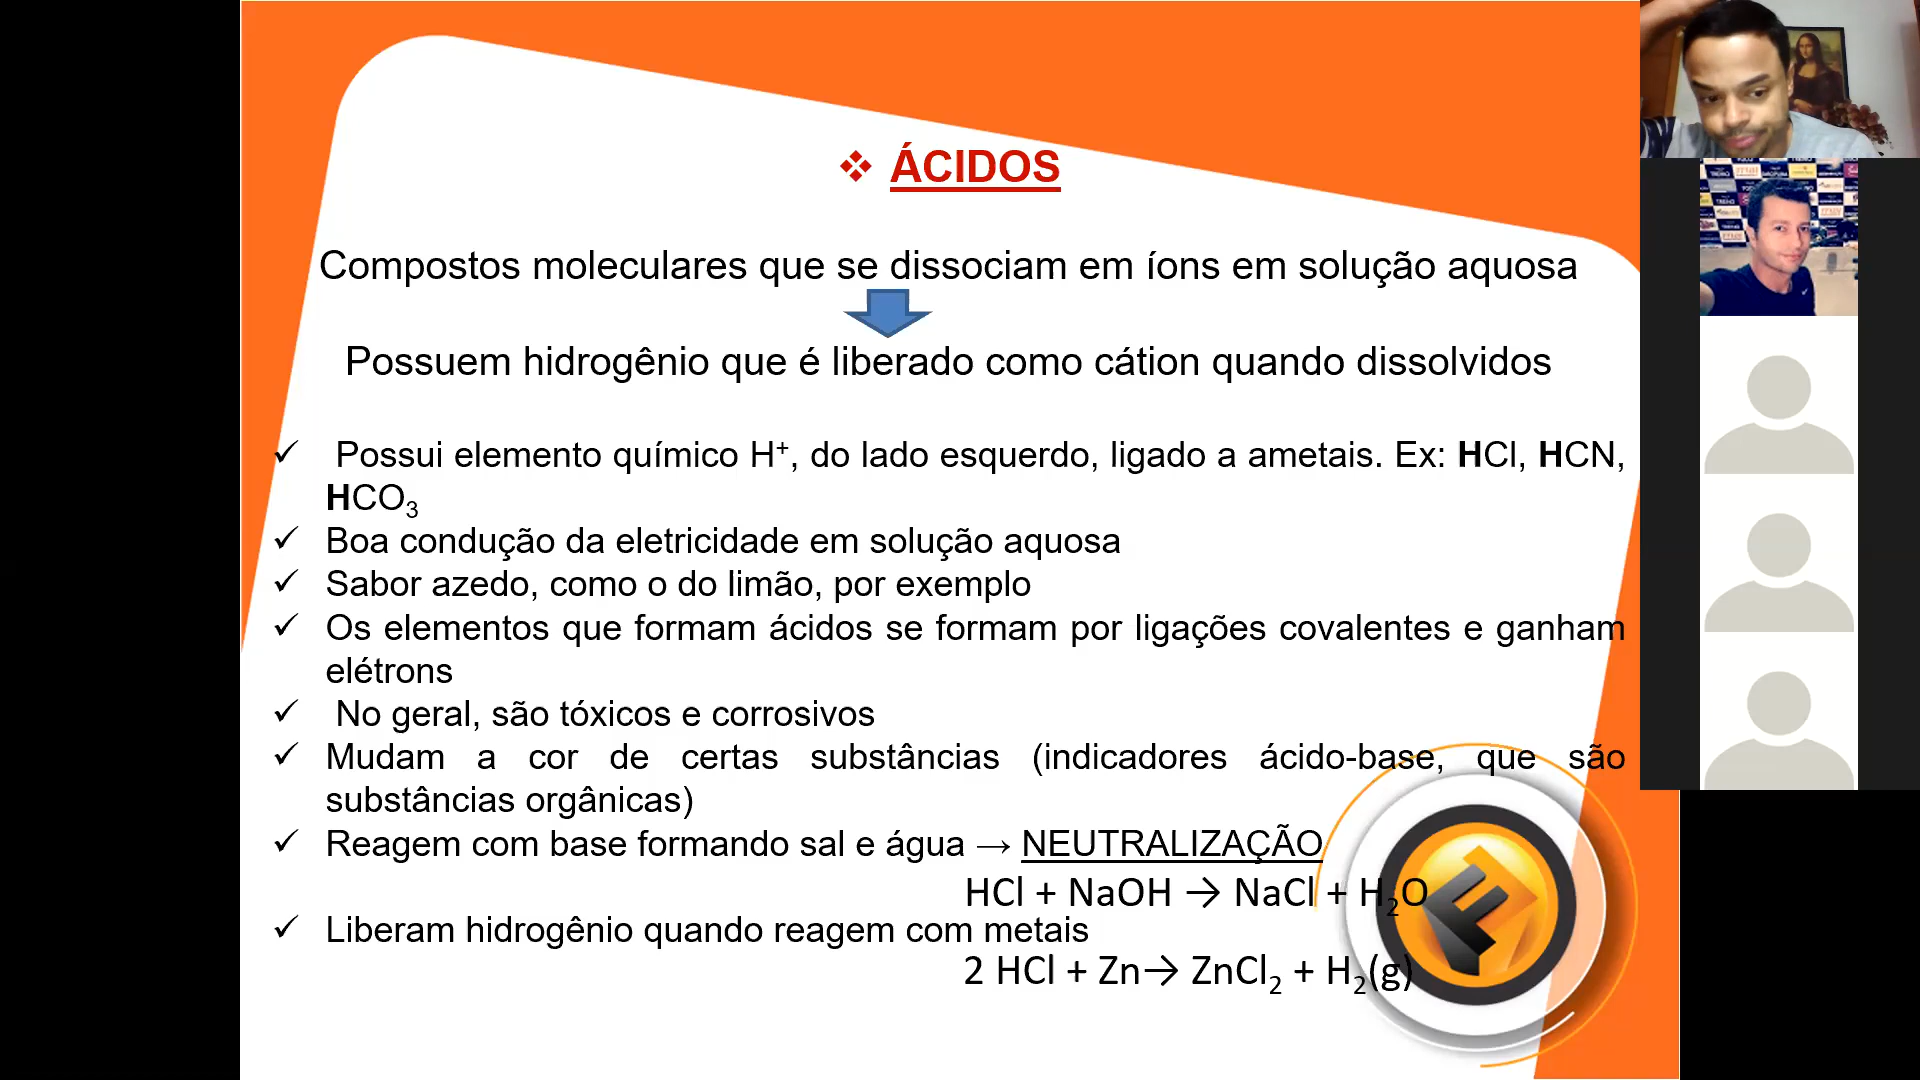 ❖ ÁCIDOS
Compostos moleculares que se dissociam em íons em solução aquosa
Possuem hidrogênio que é liberado como cátion quando dissolvidos
✓ Possui elemento químico H⁺, do lado esquerdo, ligado a ametais. Ex: HCl, HCN,
HCO₃
✓ Boa condução da eletricidade em solução aquosa
✓ Sabor azedo, como o do limão, por exemplo
✓ Os elementos que formam ácidos se formam por ligações covalentes e ganham
elétrons
✓ No geral, são tóxicos e corrosivos
✓ Mudam a cor de certas substâncias (indicadores ácido-base, que são
substâncias orgânicas)
✓ Reagem com base formando sal e água → NEUTRALIZAÇÃO
HCl + NaOH → NaCl + H₂O
✓ Liberam hidrogênio quando reagem com metais
2 HCl + Zn→ ZnCl₂ + H₂(g)